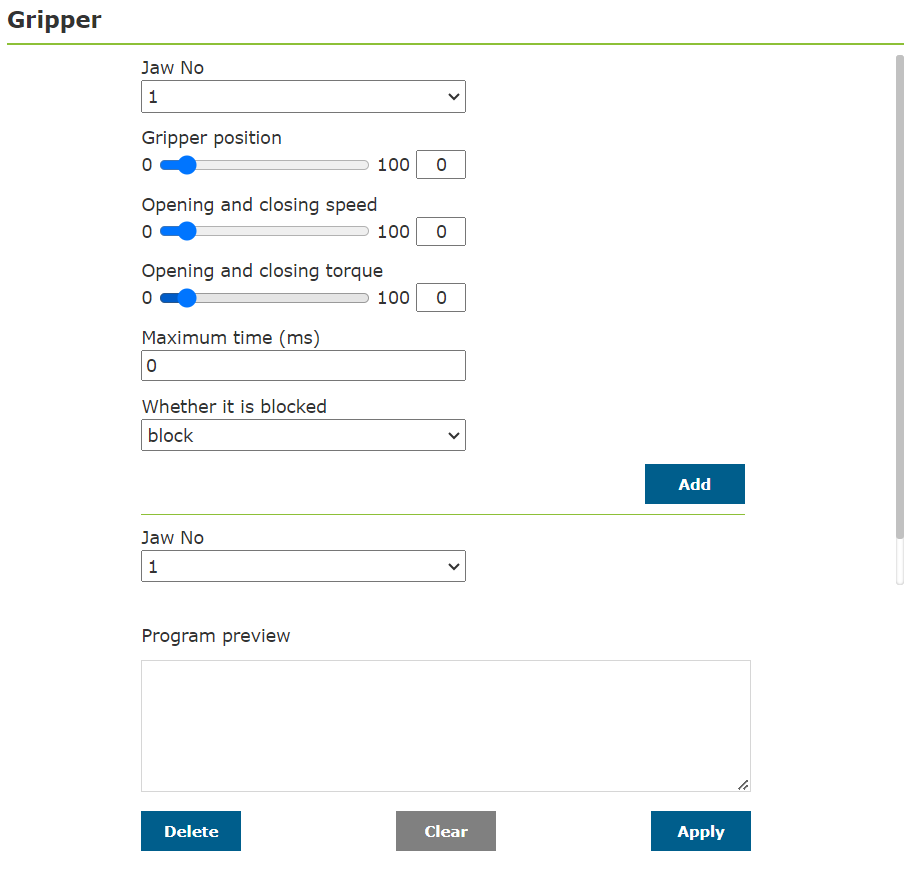 Gripper
Jaw No
1
Gripper position
0 100 0
Opening and closing speed
0 100 0
Opening and closing torque
0 100 0
Maximum time (ms)
0
Whether it is blocked
block
Add
Jaw No
1
Program preview
Delete Clear Apply